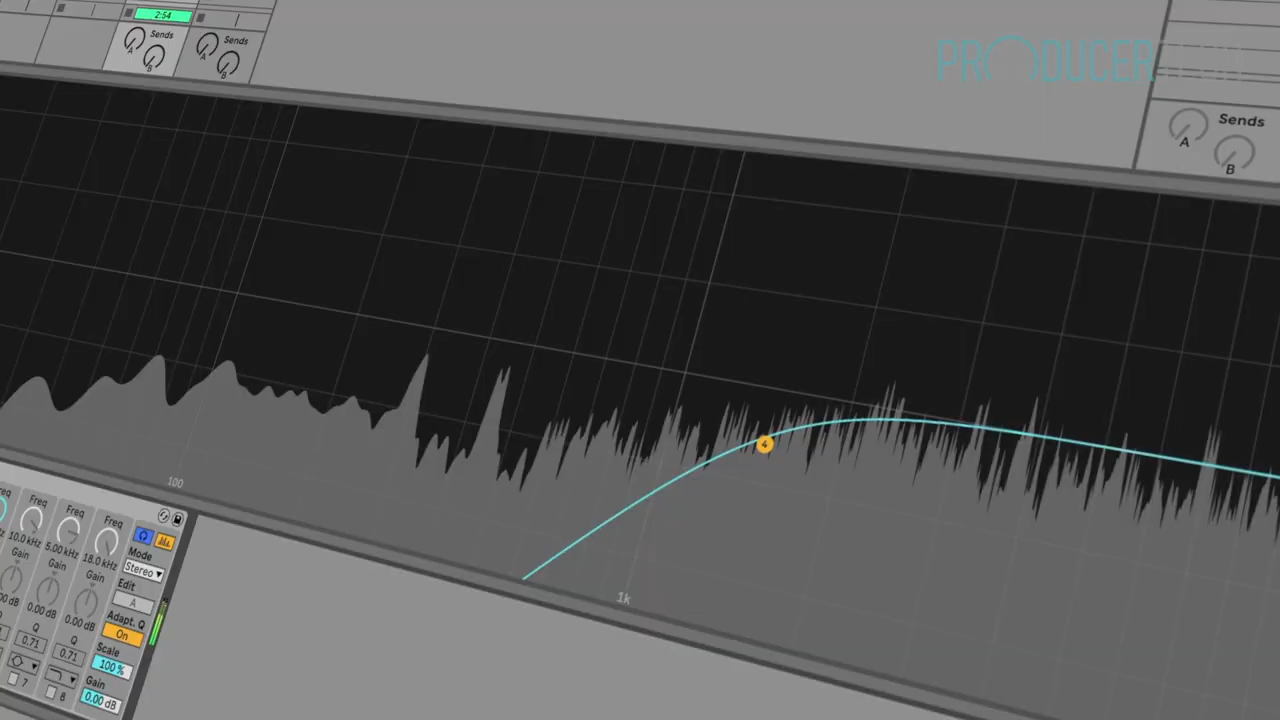 2:54
Sends
A
B
Sends
A
B
PRODUCER
Sends
A
B
4
100
1k
Freq
Freq
Freq
10.0 kHz
5.00 kHz
18.0 kHz
Gain
Gain
Gain
0.00 dB
0.00 dB
Q
Q
0.71
0.71
7
8
Mode
Stereo
Edit
A
Adapt. Q
On
Scale
100 %
Gain
0.00 dB